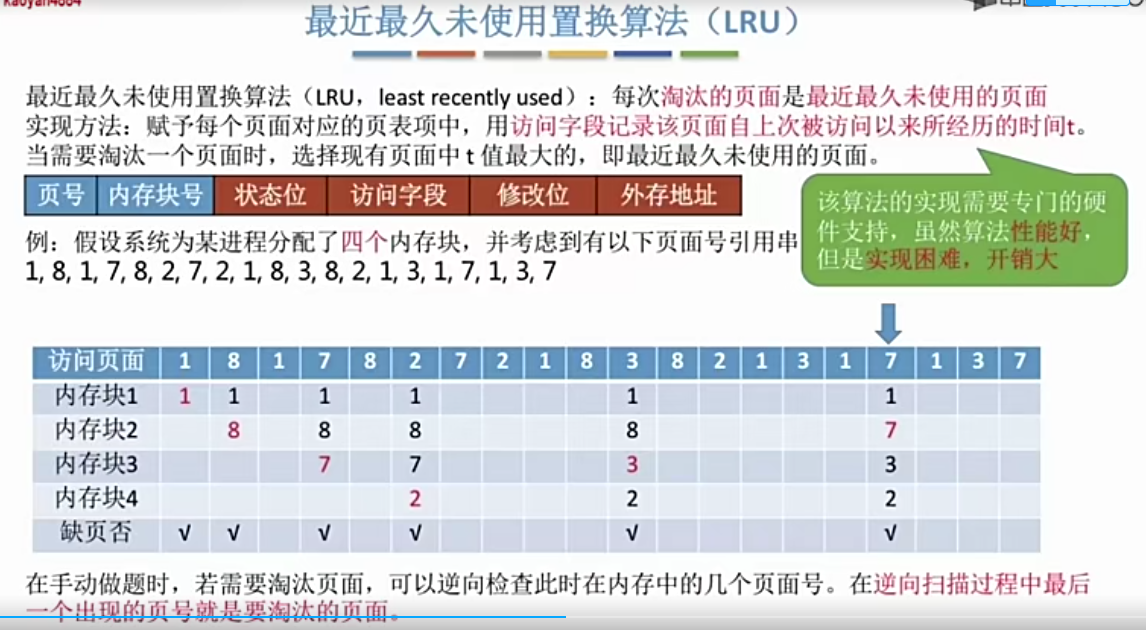 kaoyan4664
最近最久未使用置换算法（LRU）
最近最久未使用置换算法（LRU，least recently used）：每次淘汰的页面是最近最久未使用的页面
实现方法：赋予每个页面对应的页表项中，用访问字段记录该页面自上次被访问以来所经历的时间t。
当需要淘汰一个页面时，选择现有页面中 t 值最大的，即最近最久未使用的页面。
页号 内存块号 状态位 访问字段 修改位 外存地址
该算法的实现需要专门的硬
件支持，虽然算法性能好，
但是实现困难，开销大
例：假设系统为某进程分配了四个内存块，并考虑到有以下页面号引用串
1, 8, 1, 7, 8, 2, 7, 2, 1, 8, 3, 8, 2, 1, 3, 1, 7, 1, 3, 7
访问页面 1 8 1 7 8 2 7 2 1 8 3 8 2 1 3 1 7 1 3 7
内存块1 1 1 1 1 1 1
内存块2 8 8 8 8 7
内存块3 7 7 3 3
内存块4 2 2 2
缺页否 √ √ √ √ √ √
在手动做题时，若需要淘汰页面，可以逆向检查此时在内存中的几个页面号。在逆向扫描过程中最后
一个出现的页号就是要淘汰的页面。